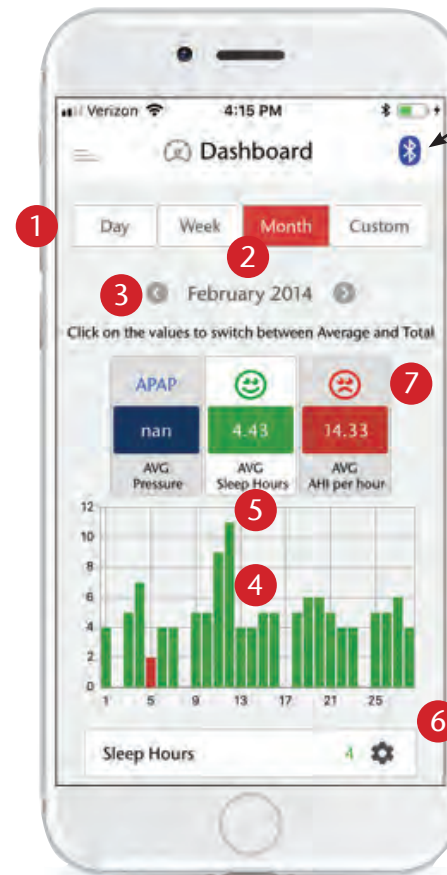 Verizon 4:15 PM
Dashboard
1 Day Week Month Custom
2
3 February 2014
Click on the values to switch between Average and Total
7
APAP
nan 4.43 14.33
AVG Pressure AVG Sleep Hours AVG AHI per hour
5
4
12
10
8
6
4
2
0
1 5 9 13 17 21 25
6
Sleep Hours 4